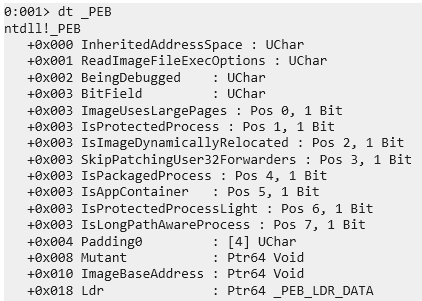 0:001> dt _PEB
ntdll!_PEB
   +0x000 InheritedAddressSpace : UChar
   +0x001 ReadImageFileExecOptions : UChar
   +0x002 BeingDebugged    : UChar
   +0x003 BitField         : UChar
   +0x003 ImageUsesLargePages : Pos 0, 1 Bit
   +0x003 IsProtectedProcess : Pos 1, 1 Bit
   +0x003 IsImageDynamicallyRelocated : Pos 2, 1 Bit
   +0x003 SkipPatchingUser32Forwarders : Pos 3, 1 Bit
   +0x003 IsPackagedProcess : Pos 4, 1 Bit
   +0x003 IsAppContainer   : Pos 5, 1 Bit
   +0x003 IsProtectedProcessLight : Pos 6, 1 Bit
   +0x003 IsLongPathAwareProcess : Pos 7, 1 Bit
   +0x004 Padding0         : [4] UChar
   +0x008 Mutant           : Ptr64 Void
   +0x010 ImageBaseAddress : Ptr64 Void
   +0x018 Ldr              : Ptr64 _PEB_LDR_DATA